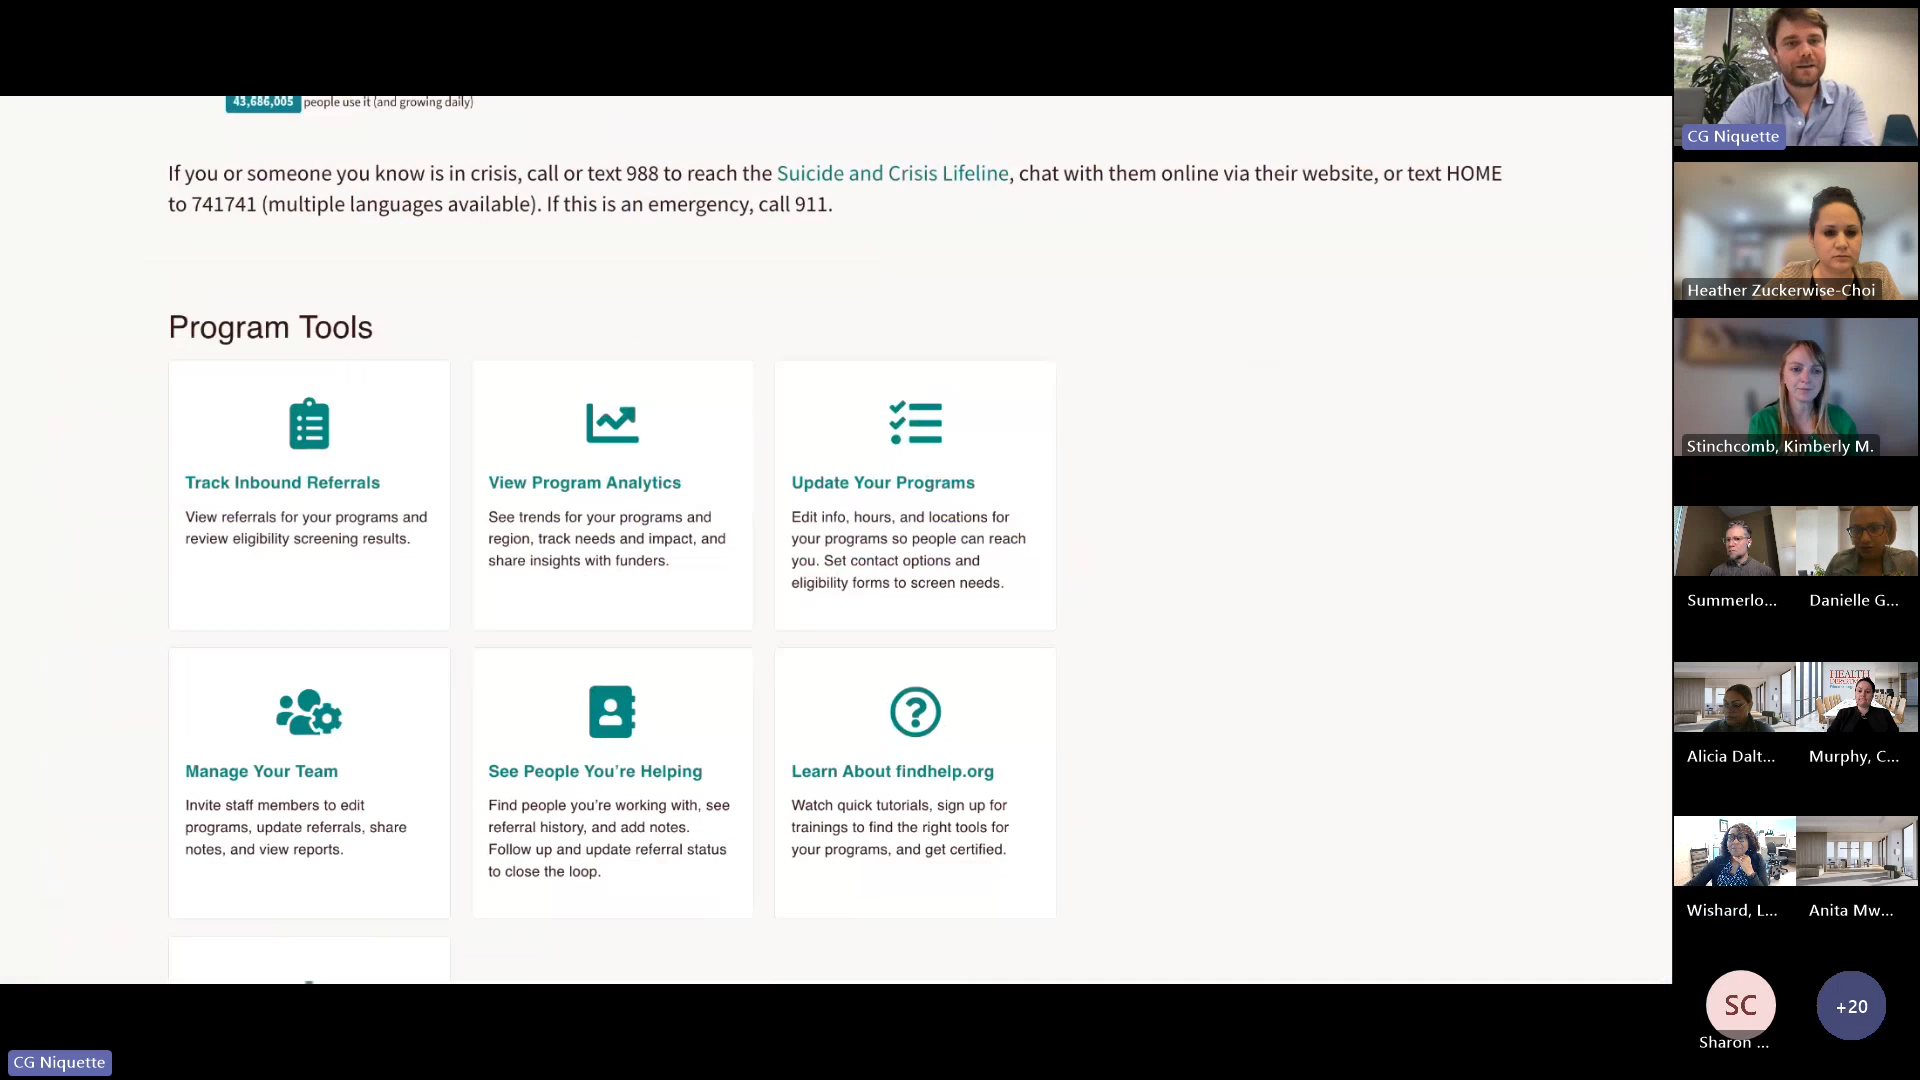 43,686,005 people use it (and growing daily)
If you or someone you know is in crisis, call or text 988 to reach the Suicide and Crisis Lifeline, chat with them online via their website, or text HOME
to 741741 (multiple languages available). If this is an emergency, call 911.
Program Tools
Track Inbound Referrals
View referrals for your programs and
review eligibility screening results.
View Program Analytics
See trends for your programs and
region, track needs and impact, and
share insights with funders.
Update Your Programs
Edit info, hours, and locations for
your programs so people can reach
you. Set contact options and
eligibility forms to screen needs.
Manage Your Team
Invite staff members to edit
programs, update referrals, share
notes, and view reports.
See People You're Helping
Find people you're working with, see
referral history, and add notes.
Follow up and update referral status
to close the loop.
Learn About findhelp.org
Watch quick tutorials, sign up for
trainings to find the right tools for
your programs, and get certified.
CG Niquette
CG Niquette
Heather Zuckerwise-Choi
Stinchcomb, Kimberly M.
Summerlo...
Danielle G...
HEALTH
Alicia Dalt...
Murphy, C...
Wishard, L...
Anita Mw...
SC
+20
Sharon ...